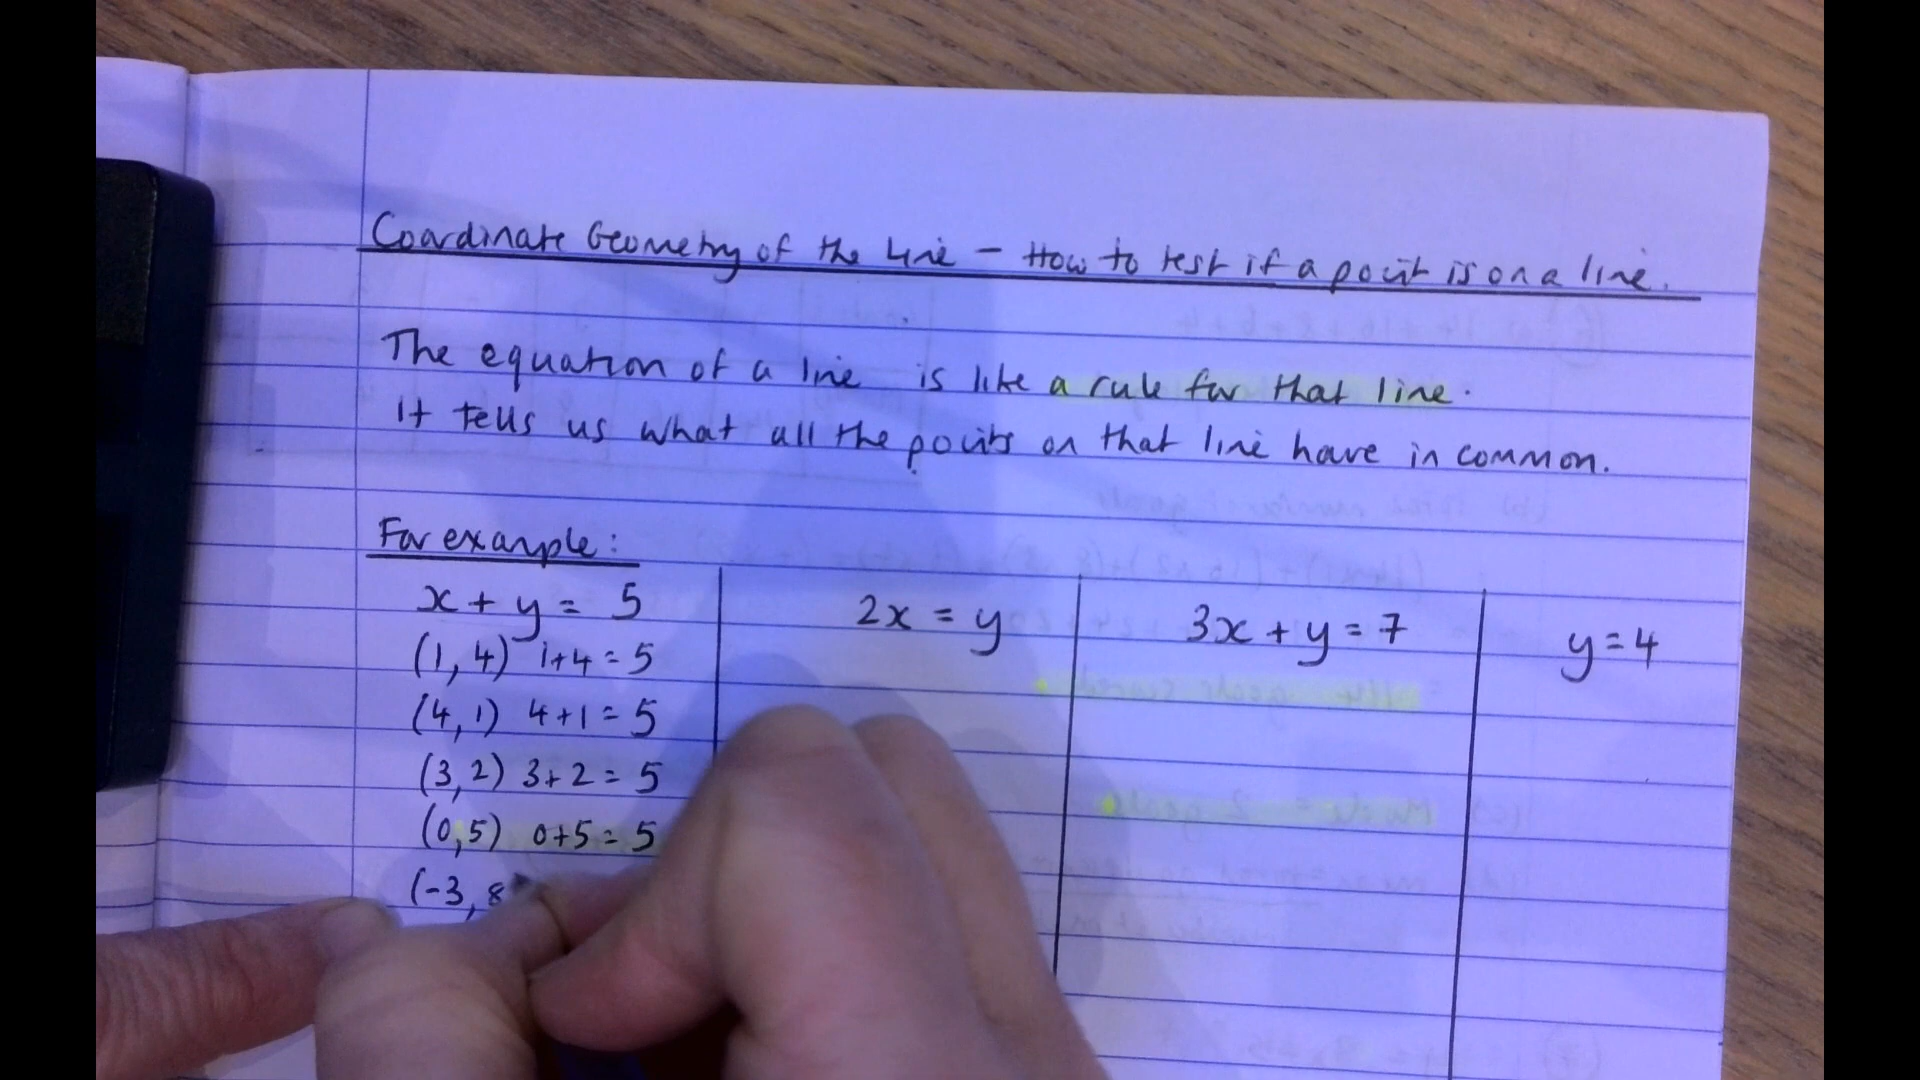 Coordinate Geometry of the Line - How to test if a point is on a line.
The equation of a line is like a rule for that line.
It tells us what all the points on that line have in common.
For example:
x + y = 5
(1, 4) 1+4 = 5
(4, 1) 4+1 = 5
(3, 2) 3+2 = 5
(0,5) 0+5 = 5
(-3, 8
2x = y
3x + y = 7
y = 4